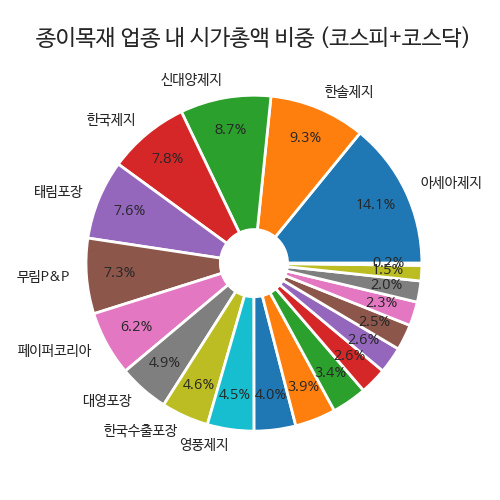 종이목재 업종 내 시가총액 비중 (코스피+코스닥)
아세아제지
14.1%
한솔제지
9.3%
신대양제지
8.7%
한국제지
7.8%
태림포장
7.6%
무림P&P
7.3%
페이퍼코리아
6.2%
대영포장
4.9%
한국수출포장
4.6%
영풍제지
4.5%
4.0%
3.9%
3.4%
2.6%
2.6%
2.5%
2.3%
2.0%
1.5%
0.2%